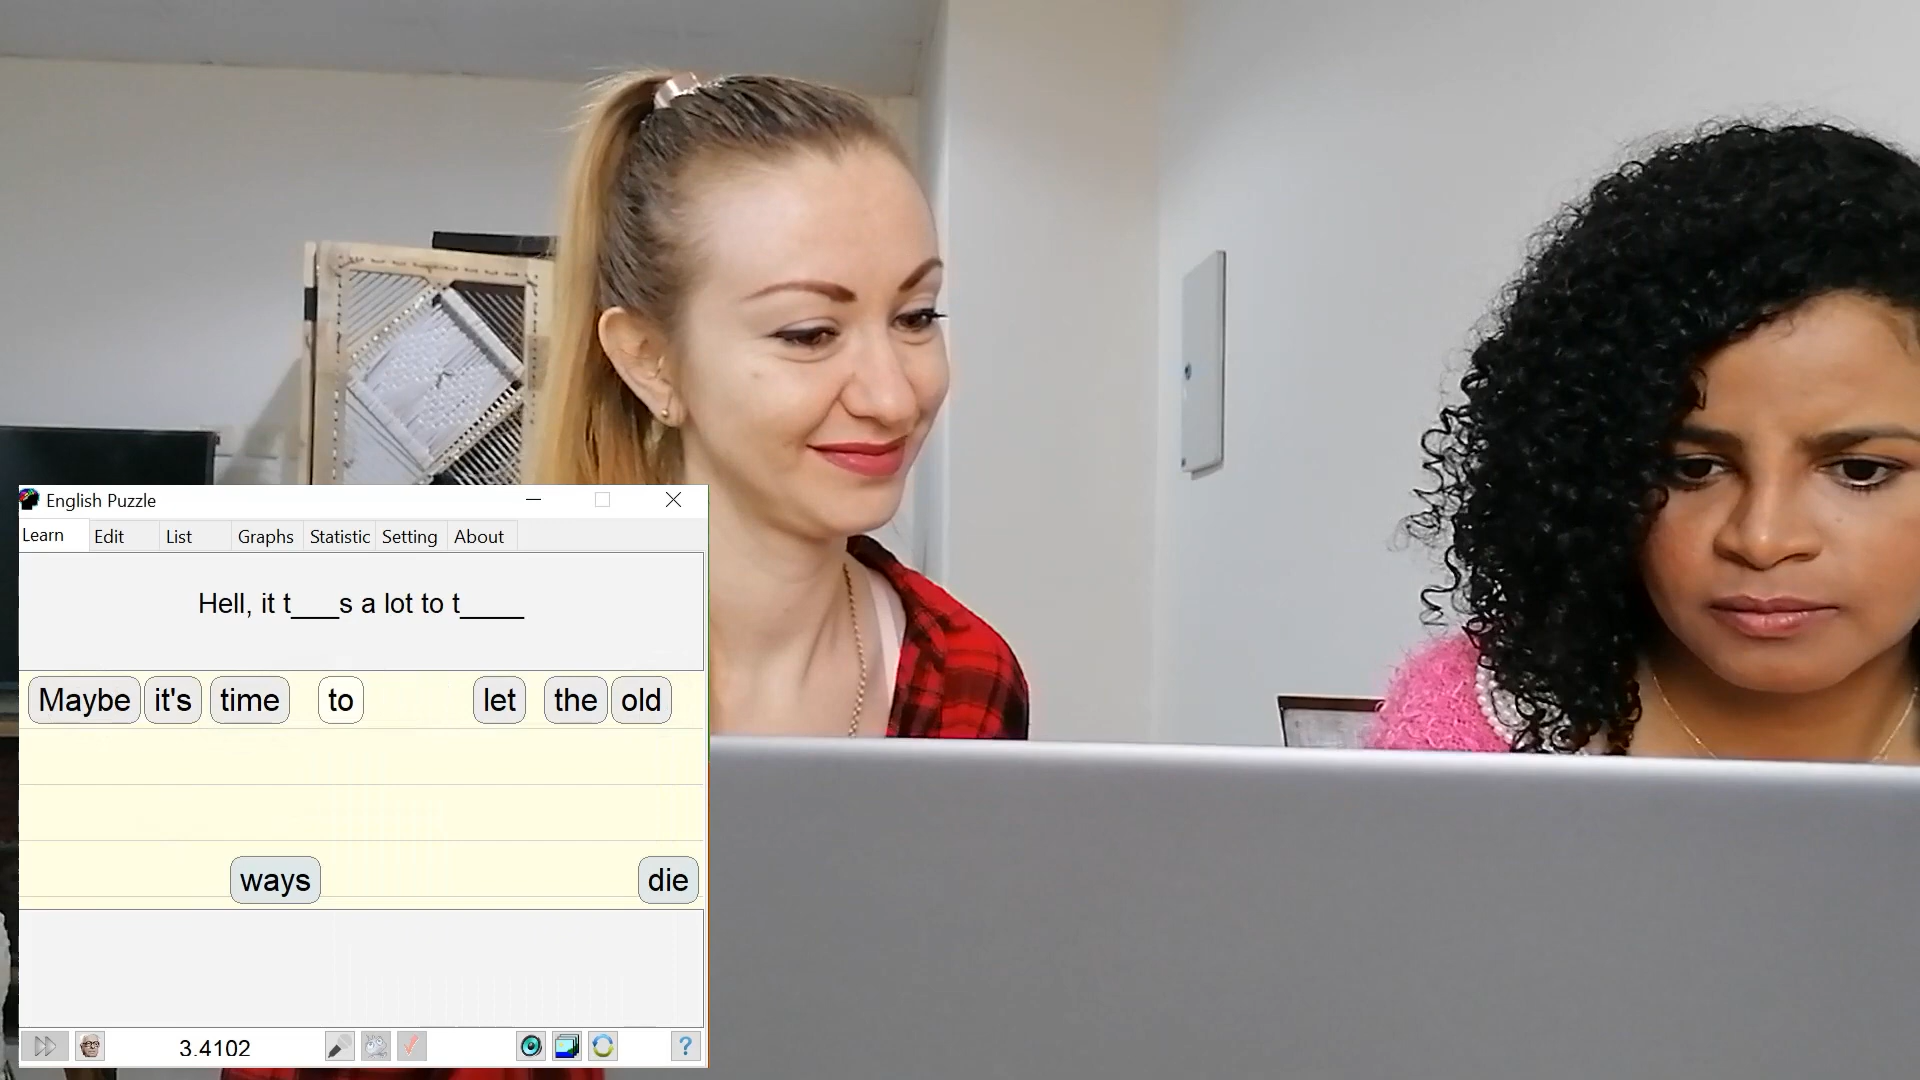 English Puzzle
Learn Edit List Graphs Statistic Setting About
Hell, it t___s a lot to t____
Maybe it's time to let the old
ways die
3.4102
?